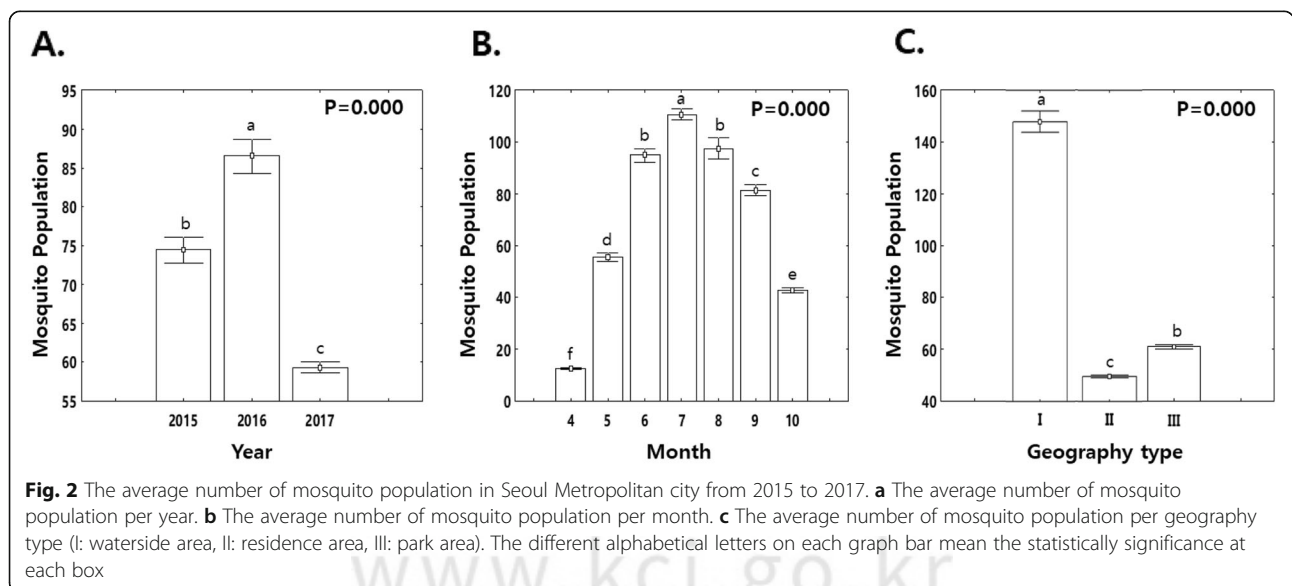 A.
B.
C.
95
90
85
80
75
70
65
60
55
Mosquito Population
P=0.000
b
a
c
2015 2016 2017
Year
120
100
80
60
40
20
0
Mosquito Population
P=0.000
f
d
b
a
b
c
e
4 5 6 7 8 9 10
Month
160
140
120
100
80
60
40
Mosquito Population
P=0.000
a
c
b
I II III
Geography type
Fig. 2 The average number of mosquito population in Seoul Metropolitan city from 2015 to 2017. a The average number of mosquito
population per year. b The average number of mosquito population per month. c The average number of mosquito population per geography
type (I: waterside area, II: residence area, III: park area). The different alphabetical letters on each graph bar mean the statistically significance at
each box
www.kci.go.kr